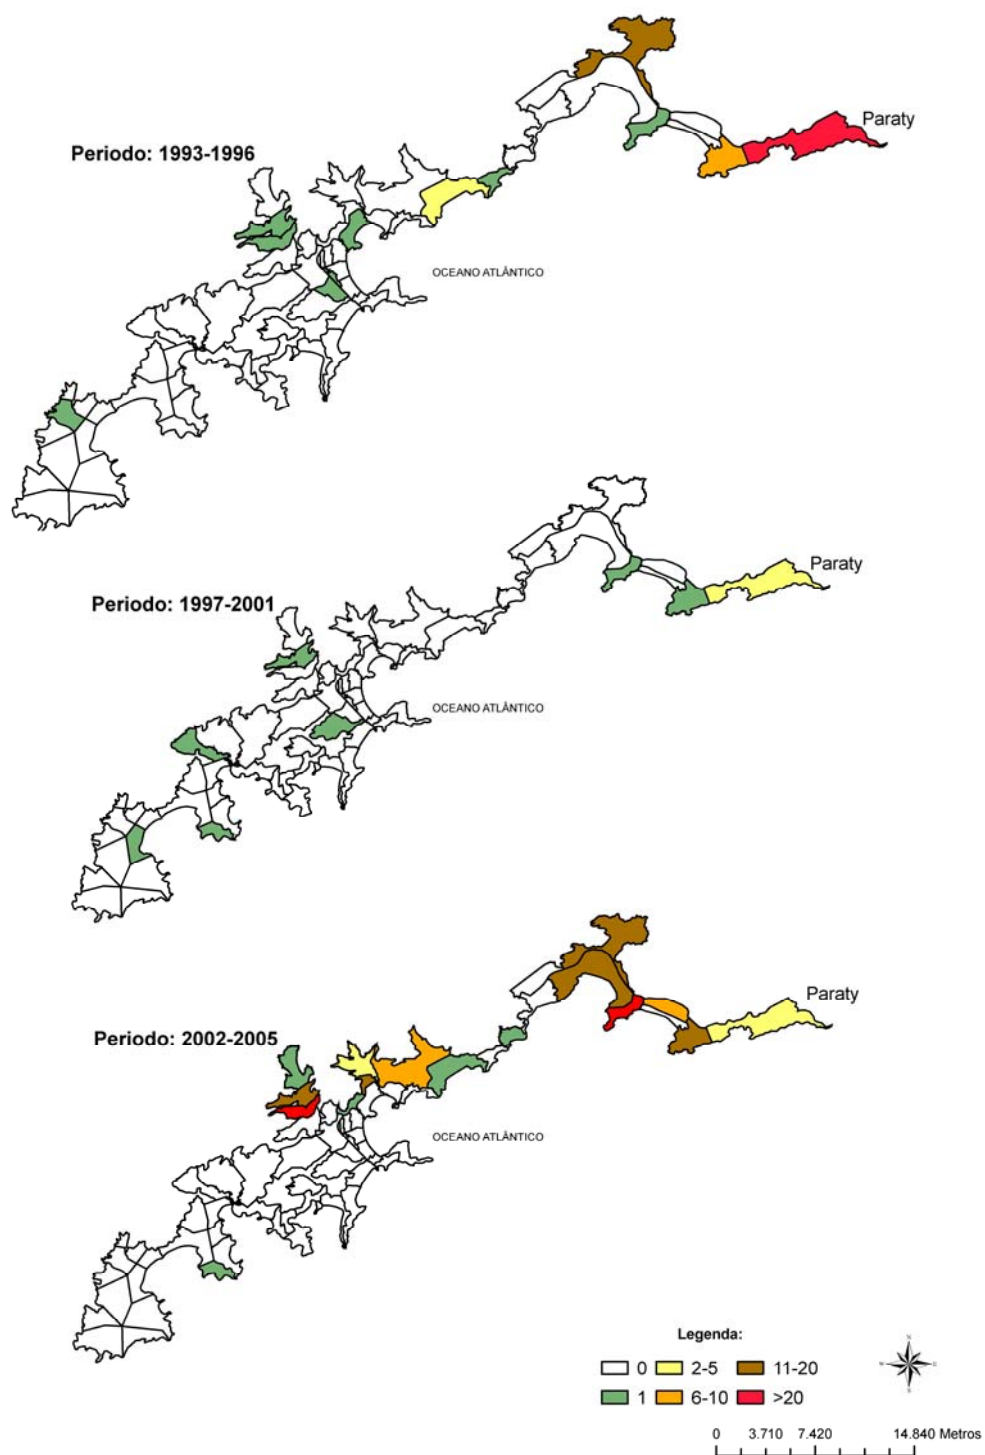 Paraty
Periodo: 1993-1996
OCEANO ATLÂNTICO
Paraty
Periodo: 1997-2001
OCEANO ATLÂNTICO
Paraty
Periodo: 2002-2005
OCEANO ATLÂNTICO
Legenda:
0 2-5 11-20
1 6-10 >20
N
W E
S
0 3.710 7.420 14.840 Metros